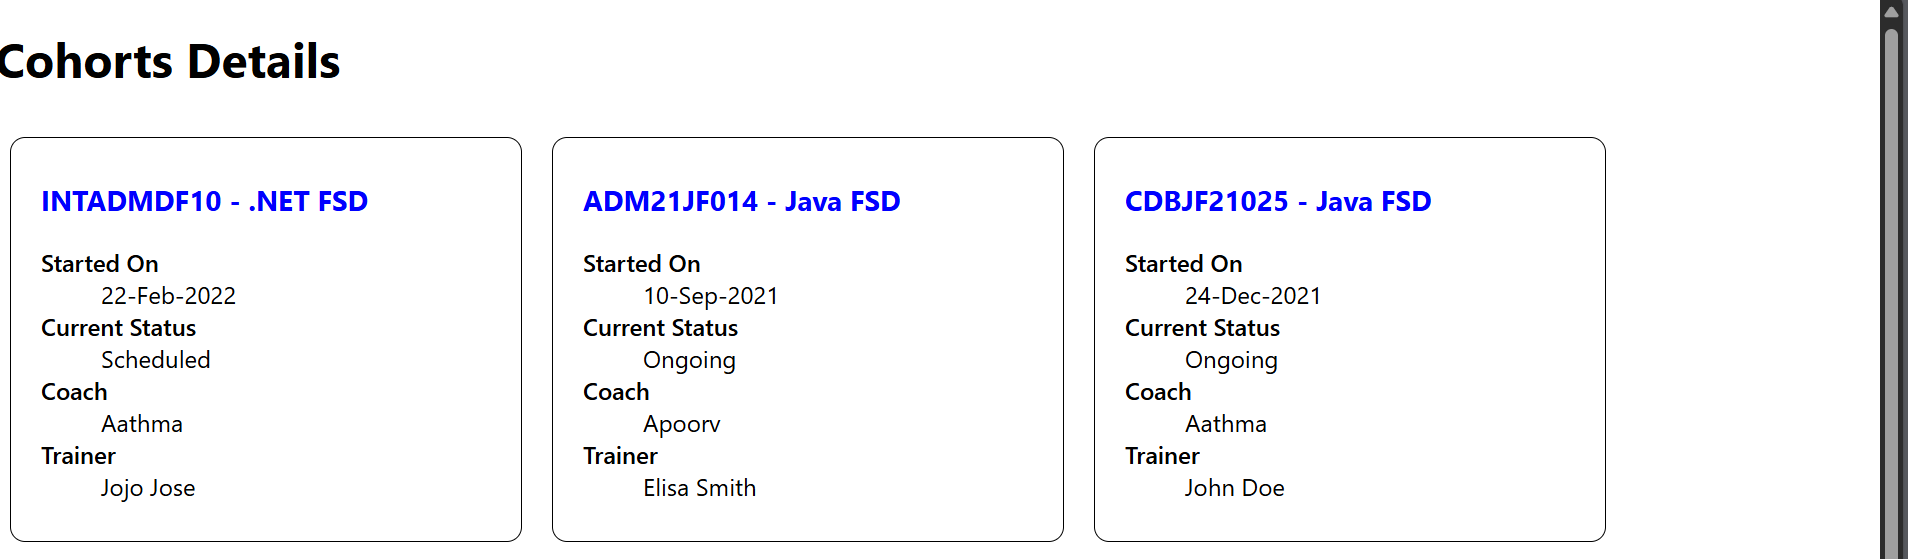 Cohorts Details
INTADMDF10 - .NET FSD
Started On
22-Feb-2022
Current Status
Scheduled
Coach
Aathma
Trainer
Jojo Jose
ADM21JF014 - Java FSD
Started On
10-Sep-2021
Current Status
Ongoing
Coach
Apoorv
Trainer
Elisa Smith
CDBJF21025 - Java FSD
Started On
24-Dec-2021
Current Status
Ongoing
Coach
Aathma
Trainer
John Doe